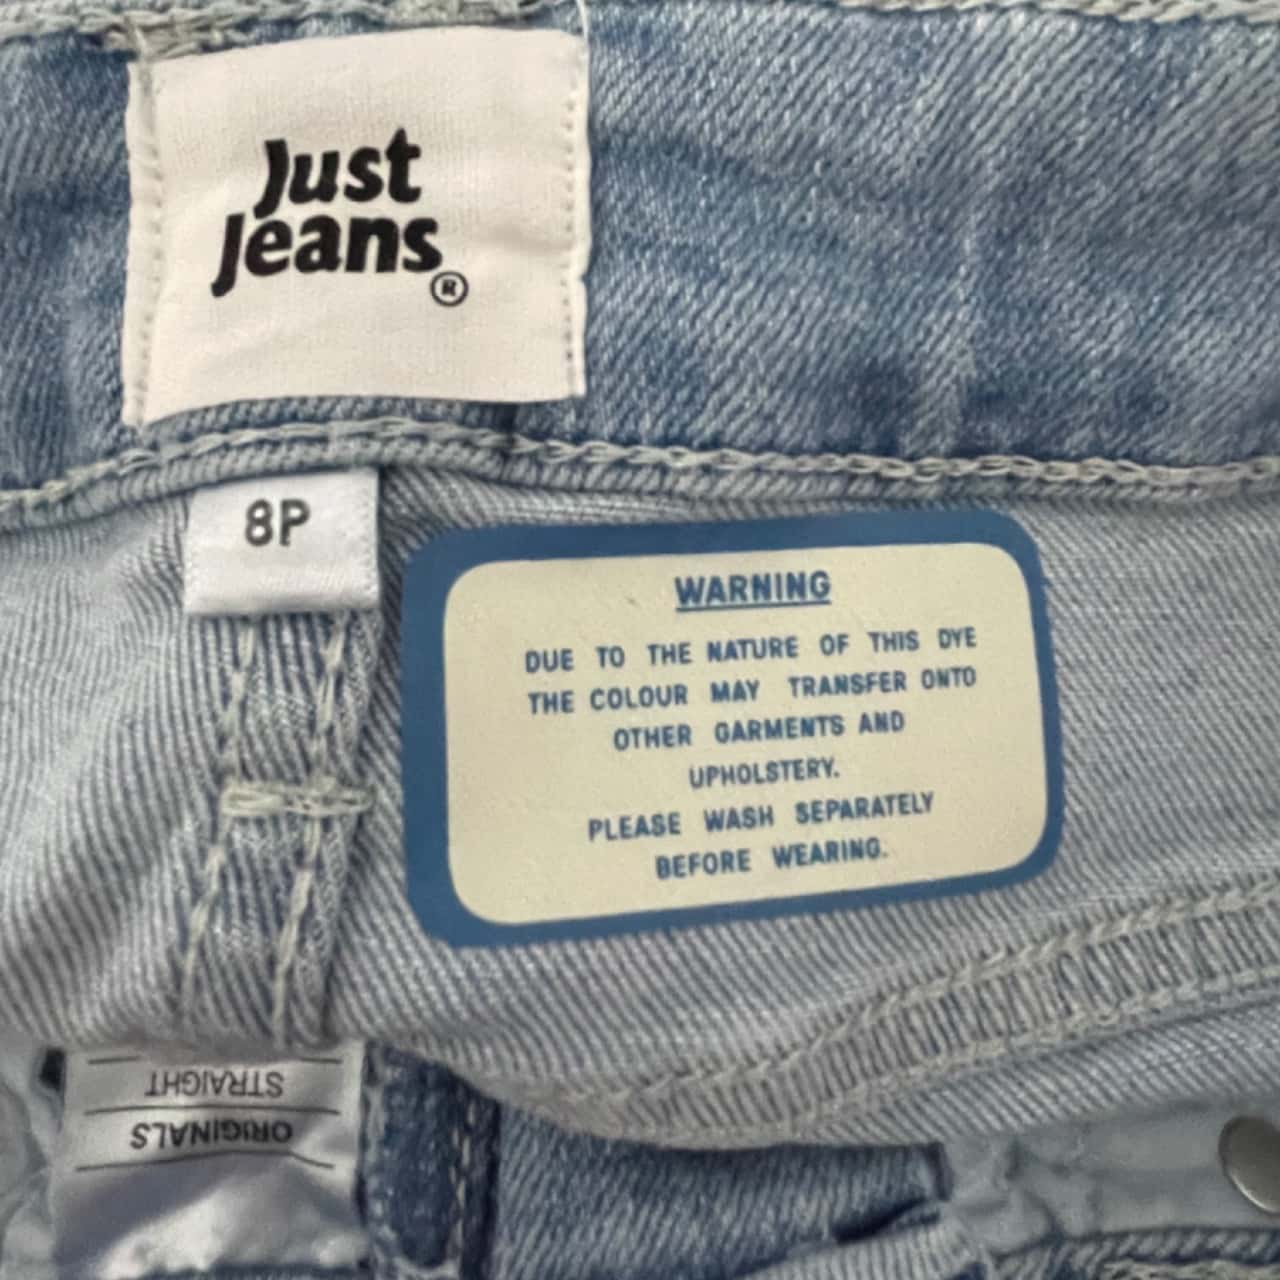 Just
Jeans
®
8P
WARNING
DUE TO THE NATURE OF THIS DYE
THE COLOUR MAY TRANSFER ONTO
OTHER GARMENTS AND
UPHOLSTERY.
PLEASE WASH SEPARATELY
BEFORE WEARING.
ORIGINALS
STRAIGHT